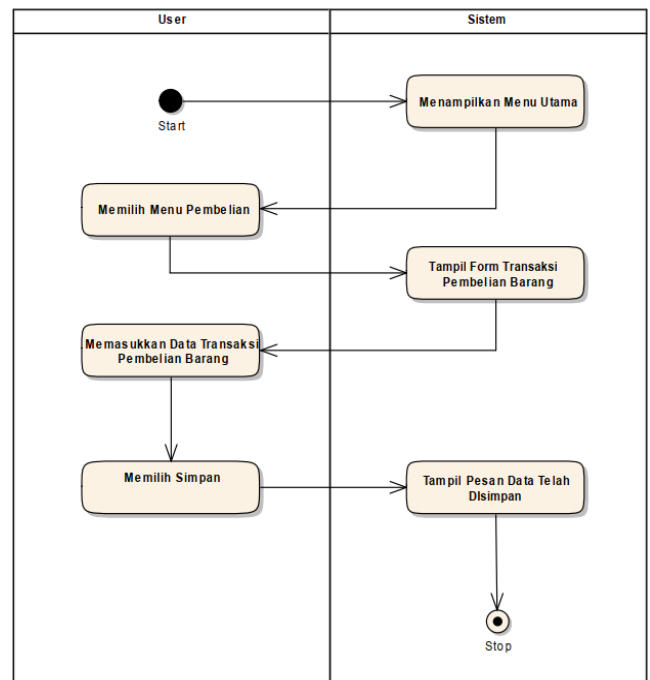 User
Sistem
Start
Menampilkan Menu Utama
Memilih Menu Pembelian
Tampil Form Transaksi
Pembelian Barang
Memasukkan Data Transaksi
Pembelian Barang
Memilih Simpan
Tampil Pesan Data Telah
DIsimpan
Stop